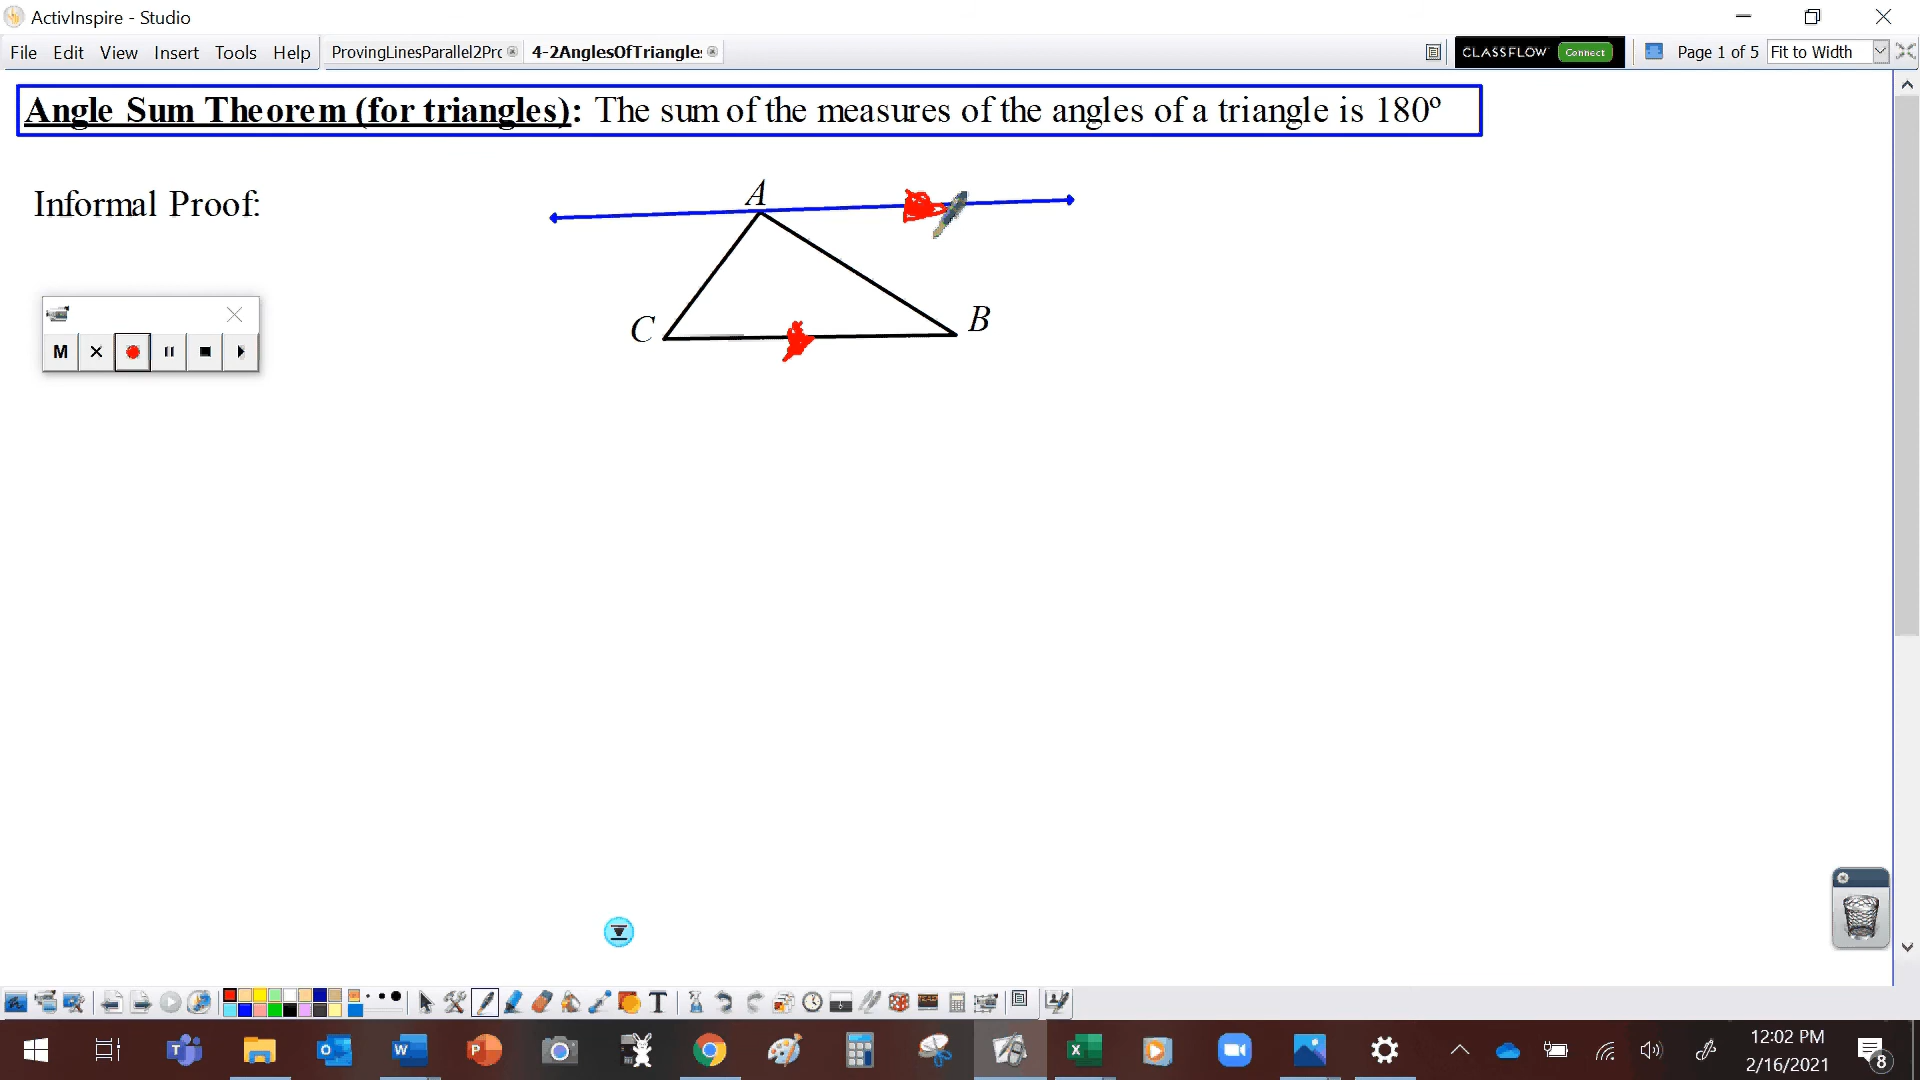 ActivInspire - Studio
File Edit View Insert Tools Help
ProvingLinesParallel2Prc
4-2AnglesOfTriangle:
CLASSFLOW Connect
Page 1 of 5
Fit to Width
Angle Sum Theorem (for triangles): The sum of the measures of the angles of a triangle is 180º
Informal Proof:
A
C
B
M
T
12:02 PM
2/16/2021
8